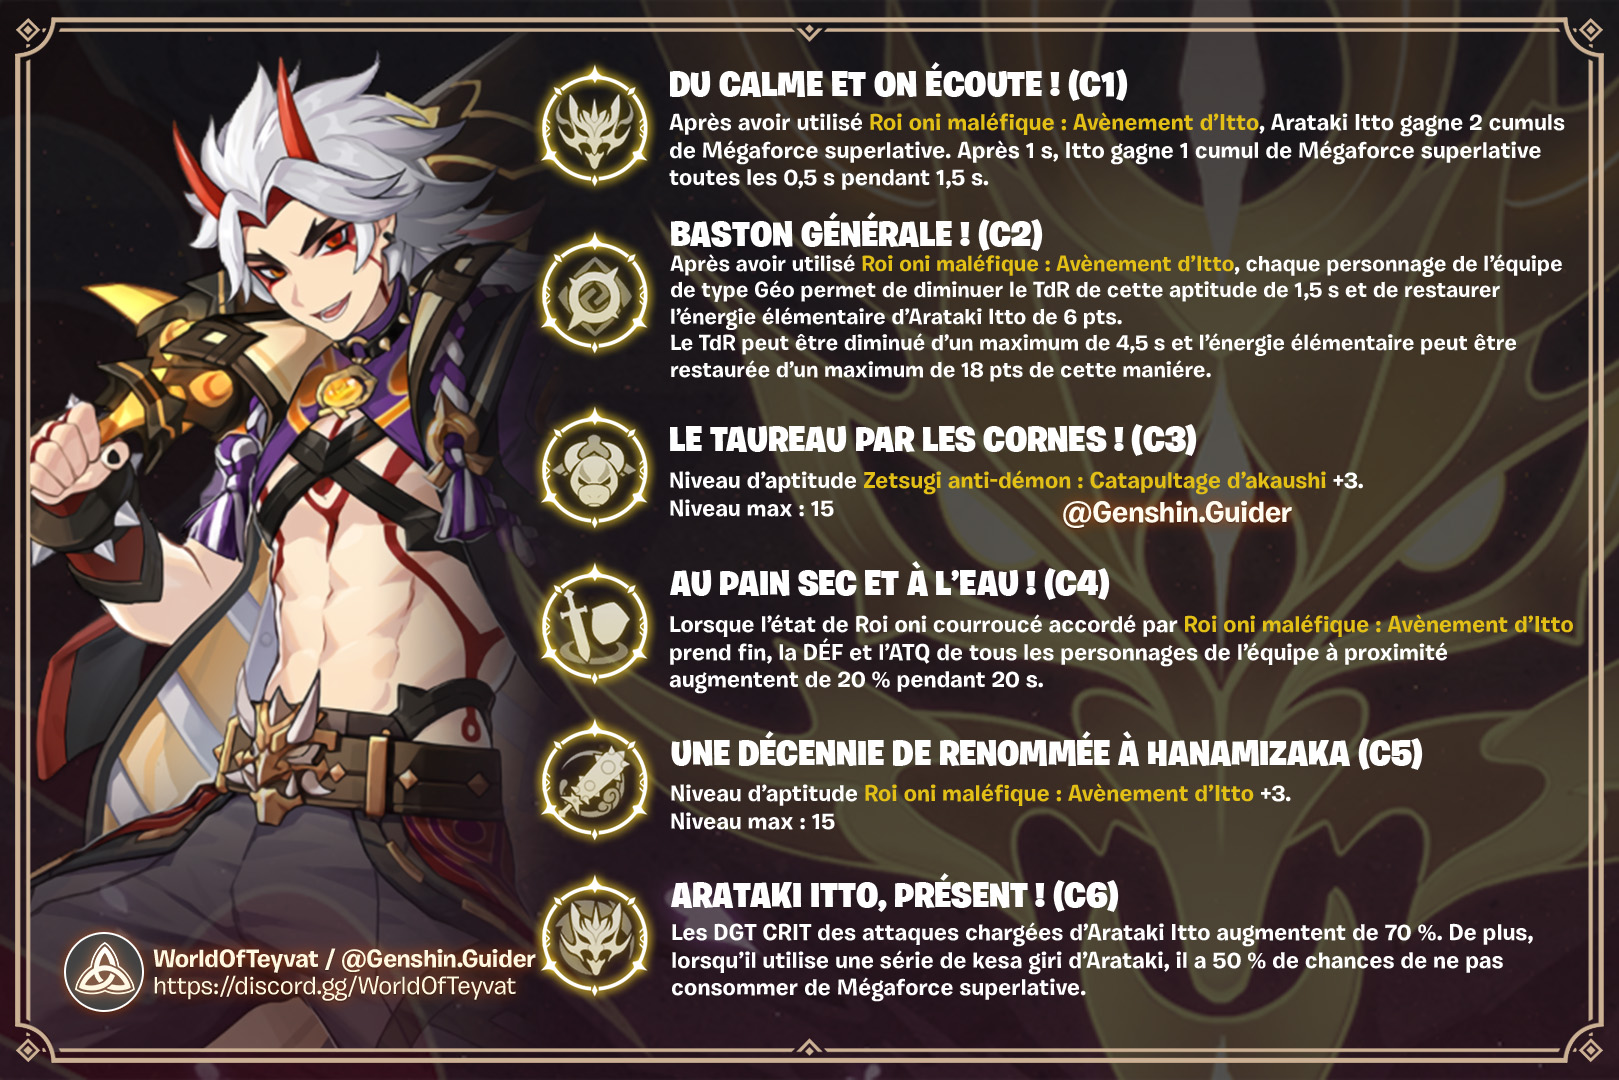 DU CALME ET ON ÉCOUTE ! (C1)
Après avoir utilisé Roi oni maléfique : Avènement d'Itto, Arataki Itto gagne 2 cumuls
de Mégaforce superlative. Après 1 s, Itto gagne 1 cumul de Mégaforce superlative
toutes les 0,5 s pendant 1,5 s.
BASTON GÉNÉRALE ! (C2)
Après avoir utilisé Roi oni maléfique : Avènement d'Itto, chaque personnage de l'équipe
de type Géo permet de diminuer le TdR de cette aptitude de 1,5 s et de restaurer
l'énergie élémentaire d'Arataki Itto de 6 pts.
Le TdR peut être diminué d'un maximum de 4,5 s et l'énergie élémentaire peut être
restaurée d'un maximum de 18 pts de cette maniére.
LE TAUREAU PAR LES CORNES ! (C3)
Niveau d'aptitude Zetsugi anti-démon : Catapultage d'akaushi +3.
Niveau max : 15
@Genshin.Guider
AU PAIN SEC ET À L'EAU ! (C4)
Lorsque l'état de Roi oni courroucé accordé par Roi oni maléfique : Avènement d'Itto
prend fin, la DÉF et l'ATQ de tous les personnages de l'équipe à proximité
augmentent de 20 % pendant 20 s.
UNE DÉCENNIE DE RENOMMÉE À HANAMIZAKA (C5)
Niveau d'aptitude Roi oni maléfique : Avènement d'Itto +3.
Niveau max : 15
ARATAKI ITTO, PRÉSENT ! (C6)
Les DGT CRIT des attaques chargées d'Arataki Itto augmentent de 70 %. De plus,
lorsqu'il utilise une série de kesa giri d'Arataki, il a 50 % de chances de ne pas
consommer de Mégaforce superlative.
WorldOfTeyvat / @Genshin.Guider
https://discord.gg/WorldOfTeyvat